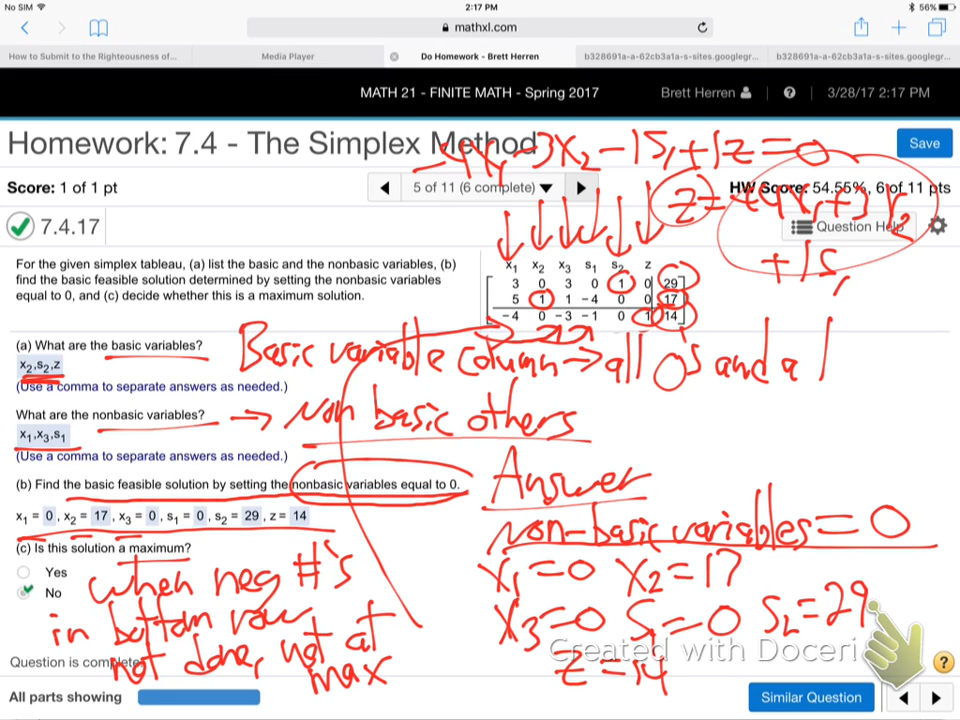 No SIM 2:17 PM 56%
mathxl.com
How to Submit to the Righteousness of... Media Player Do Homework - Brett Herren b328691a-a-62cb3a1a-s-sites.googlegr... b328691a-a-62cb3a1a-s-sites.googlegr...
MATH 21 - FINITE MATH - Spring 2017 Brett Herren ? 3/28/17 2:17 PM
Homework: 7.4 - The Simplex Method Save
-4x₁-3x₂-1s₁+1z=0
Score: 1 of 1 pt 5 of 11 (6 complete) HW Score: 54.55%, 6 of 11 pts
z=+4x₁+3x₂
+1s₁
7.4.17 Question Help
For the given simplex tableau, (a) list the basic and the nonbasic variables, (b)
find the basic feasible solution determined by setting the nonbasic variables
equal to 0, and (c) decide whether this is a maximum solution.
x₁ x₂ x₃ s₁ s₂ z
3 0 3 0 1 0 29
5 1 1 -4 0 0 17
-4 0 -3 -1 0 1 14
(a) What are the basic variables?
x₂,s₂,z
(Use a comma to separate answers as needed.)
Basic variable column → all 0s and a 1
What are the nonbasic variables? → Non basic others
x₁,x₃,s₁
(Use a comma to separate answers as needed.)
(b) Find the basic feasible solution by setting the nonbasic variables equal to 0.
x₁ = 0 , x₂ = 17 , x₃ = 0 , s₁ = 0 , s₂ = 29 , z = 14
Answer
non-basic variables = 0
x₁=0 x₂=17
x₃=0 s₁=0 s₂=29
z=14
(c) Is this solution a maximum?
Yes
No
when neg #'s
in bottom row
not done, not at
max
Created with Doceri
Question is complete.
?
All parts showing Similar Question